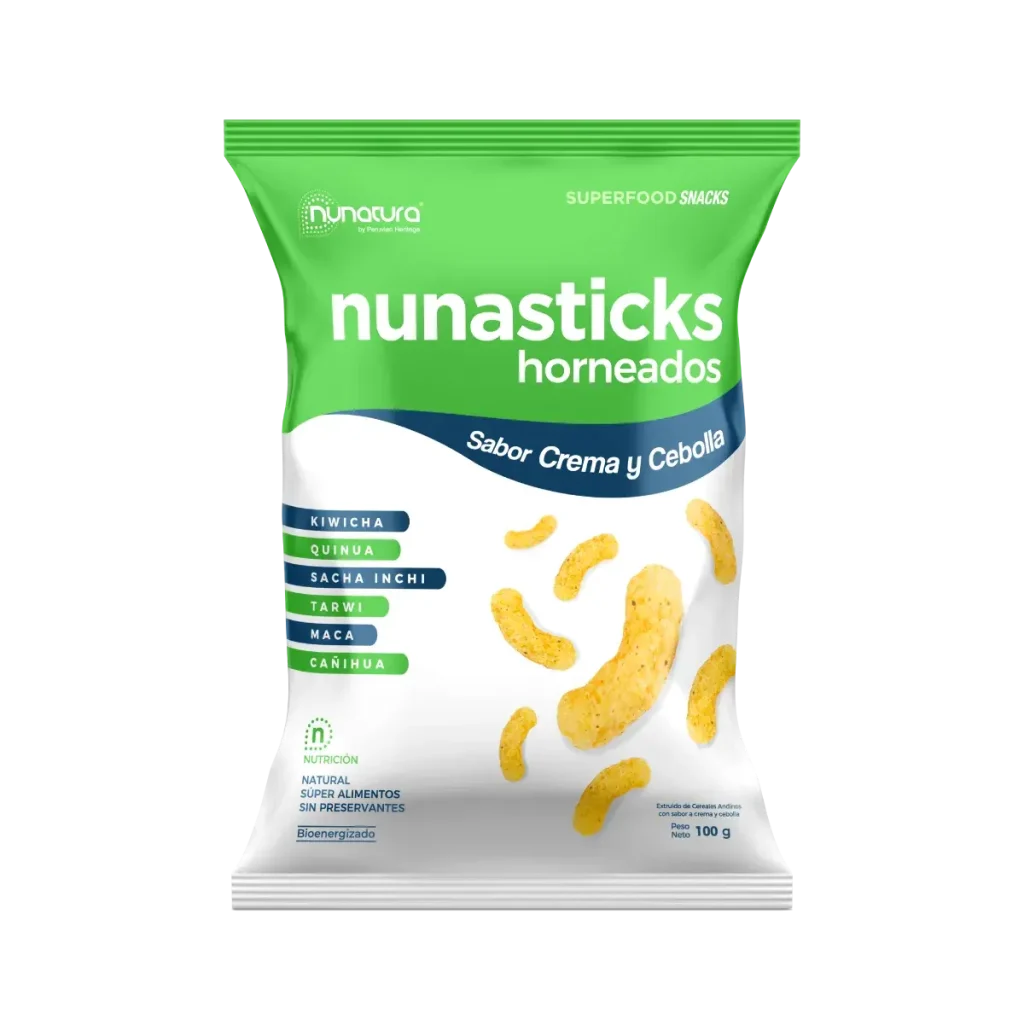 nunatura®
by Peruvian Heritage
SUPERFOOD SNACKS
nunasticks
horneados
Sabor Crema y Cebolla
KIWICHA
QUINUA
SACHA INCHI
TARWI
MACA
CAÑIHUA
n
NUTRICIÓN
NATURAL
SÚPER ALIMENTOS
SIN PRESERVANTES
Bioenergizado
Extruido de Cereales Andinos
con sabor a crema y cebolla
Peso
Neto 100 g